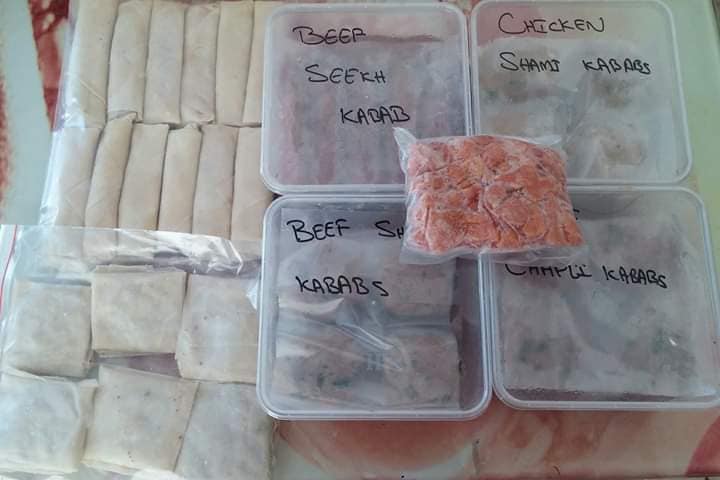 BEEF
SEEKH
KABAB
CHICKEN
SHAMI KABABS
BEEF
KABABS
CHAPLI KABABS